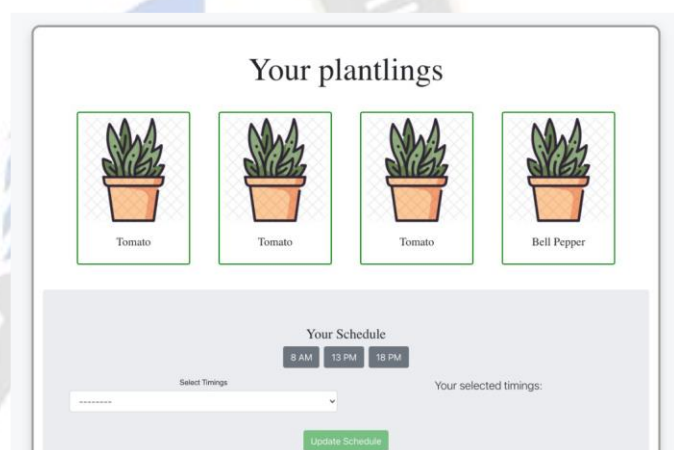 Your plantlings
Tomato Tomato Tomato Bell Pepper
Your Schedule
8 AM 13 PM 18 PM
Select Timings
--------
Your selected timings:
Update Schedule